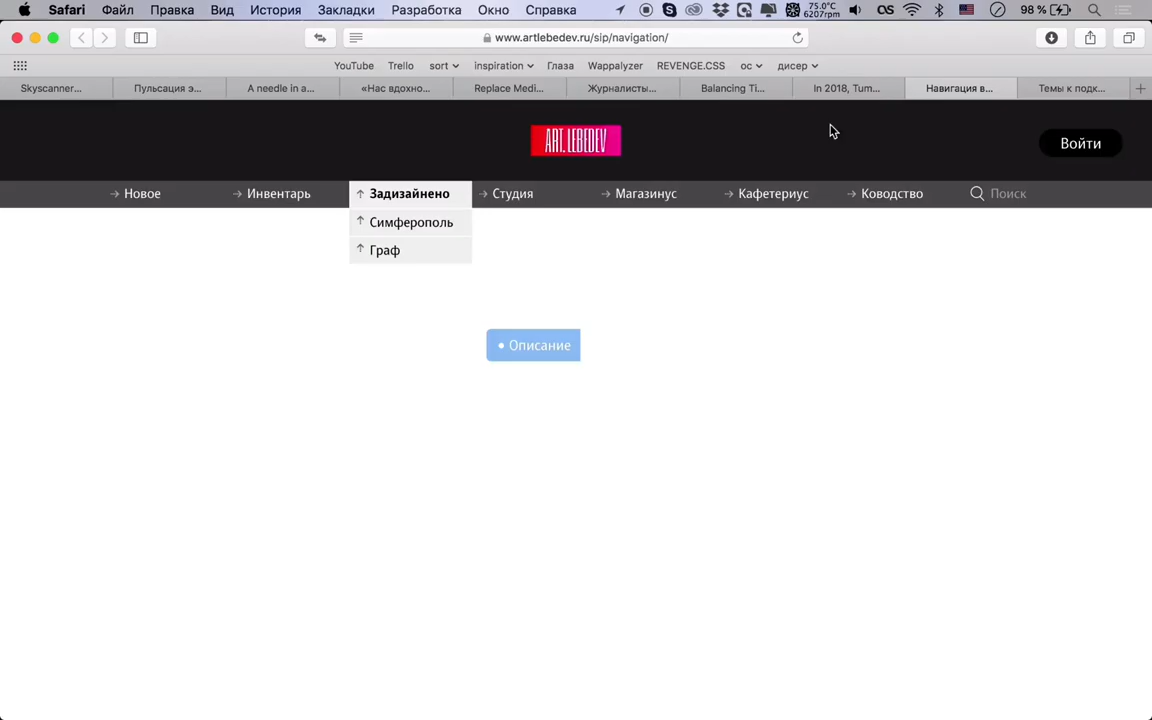 Safari Файл Правка Вид История Закладки Разработка Окно Справка 75.0°C 6207rpm 98 %
www.artlebedev.ru/sip/navigation/
YouTube Trello sort inspiration Глаза Wappalyzer REVENGE.CSS ос дисер
Skyscanner... Пульсация э... A needle in a... «Нас вдохно... Replace Medi... Журналисты... Balancing Ti... In 2018, Tum... Навигация в... Темы к подк...
ART. LEBEDEV
Войти
Новое Инвентарь Задизайнено Студия Магазинус Кафетериус Ководство Поиск
Симферополь
Граф
Описание